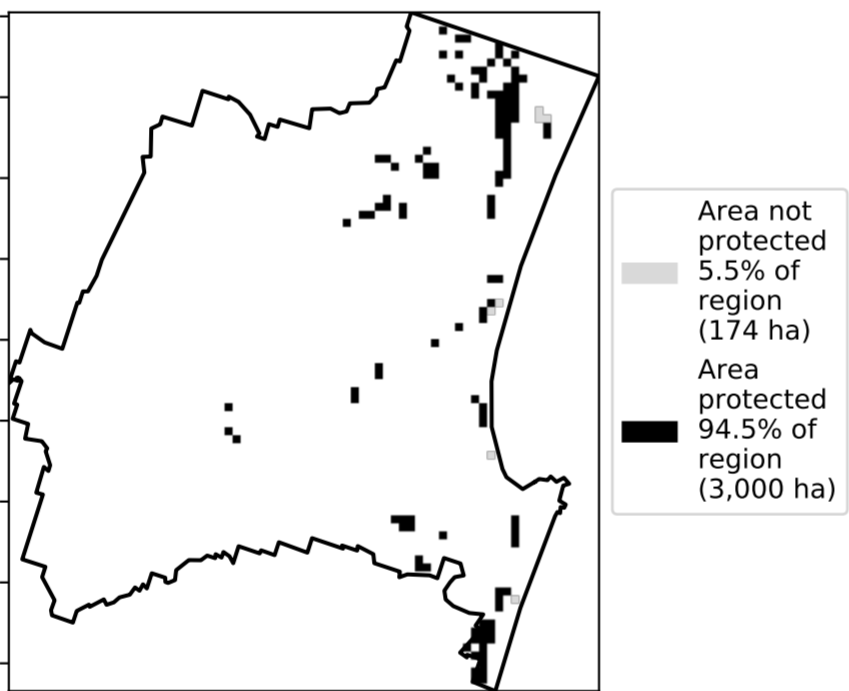 Area not
protected
5.5% of
region
(174 ha)
Area
protected
94.5% of
region
(3,000 ha)